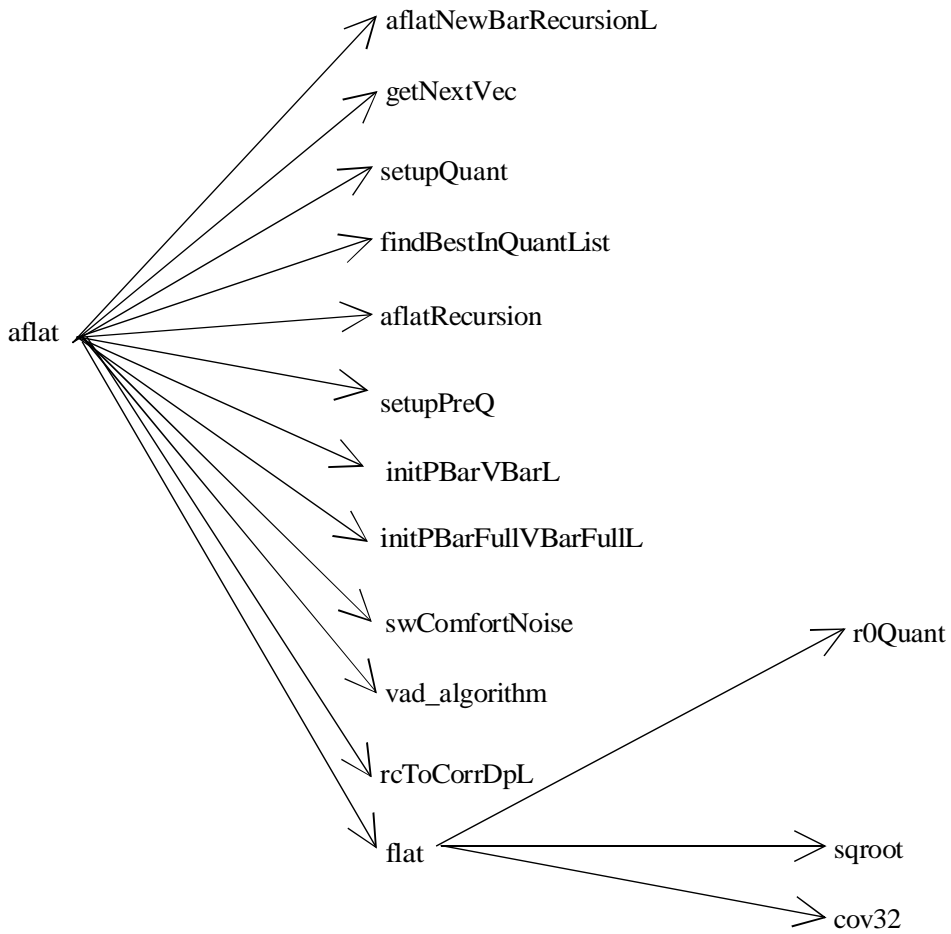 aflatNewBarRecursionL
getNextVec
setupQuant
findBestInQuantList
aflatRecursion
aflat
setupPreQ
initPBarVBarL
initPBarFullVBarFullL
swComfortNoise
r0Quant
vad_algorithm
rcToCorrDpL
flat
sqroot
cov32